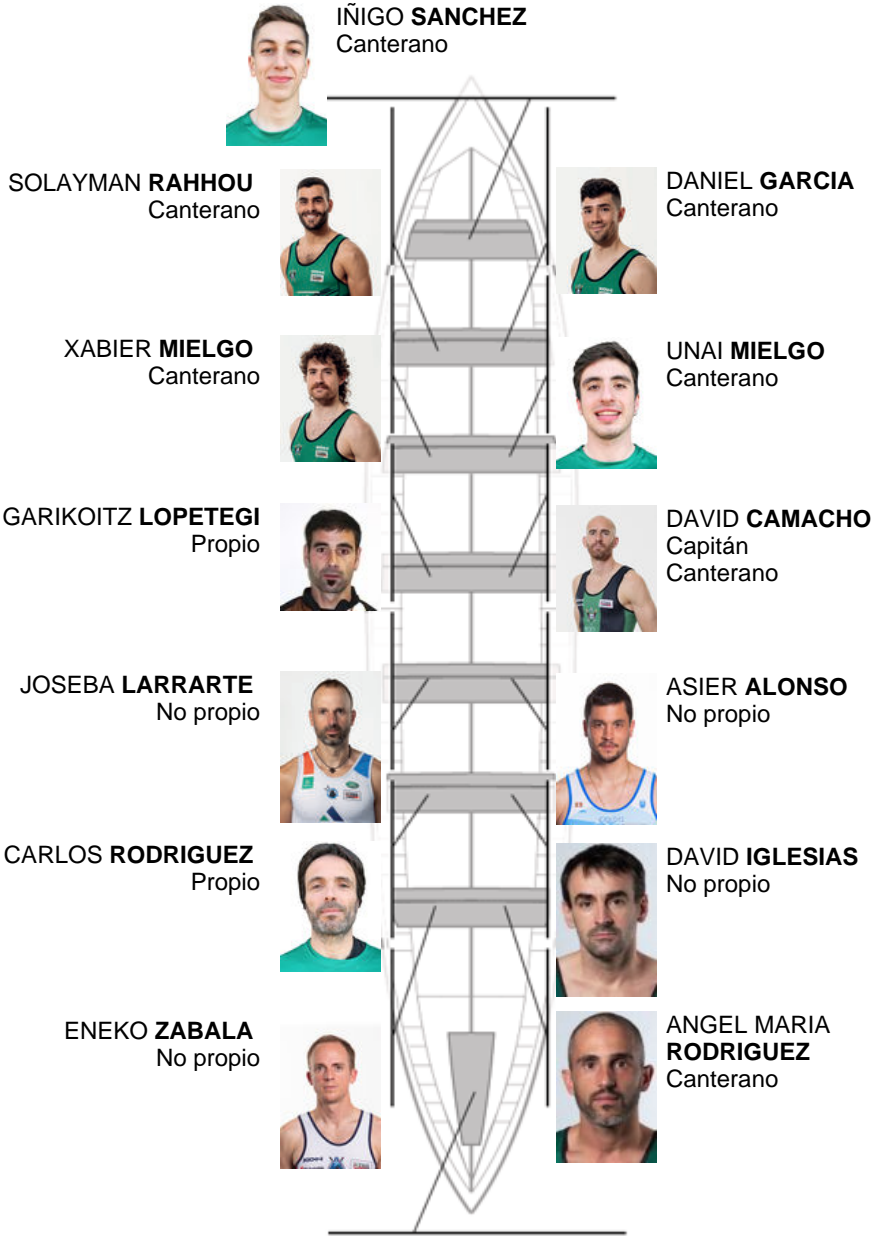 IÑIGO SANCHEZ
Canterano
SOLAYMAN RAHHOU
Canterano
DANIEL GARCIA
Canterano
XABIER MIELGO
Canterano
UNAI MIELGO
Canterano
GARIKOITZ LOPETEGI
Propio
DAVID CAMACHO
Capitán
Canterano
JOSEBA LARRARTE
No propio
ASIER ALONSO
No propio
CARLOS RODRIGUEZ
Propio
DAVID IGLESIAS
No propio
ENEKO ZABALA
No propio
ANGEL MARIA
RODRIGUEZ
Canterano